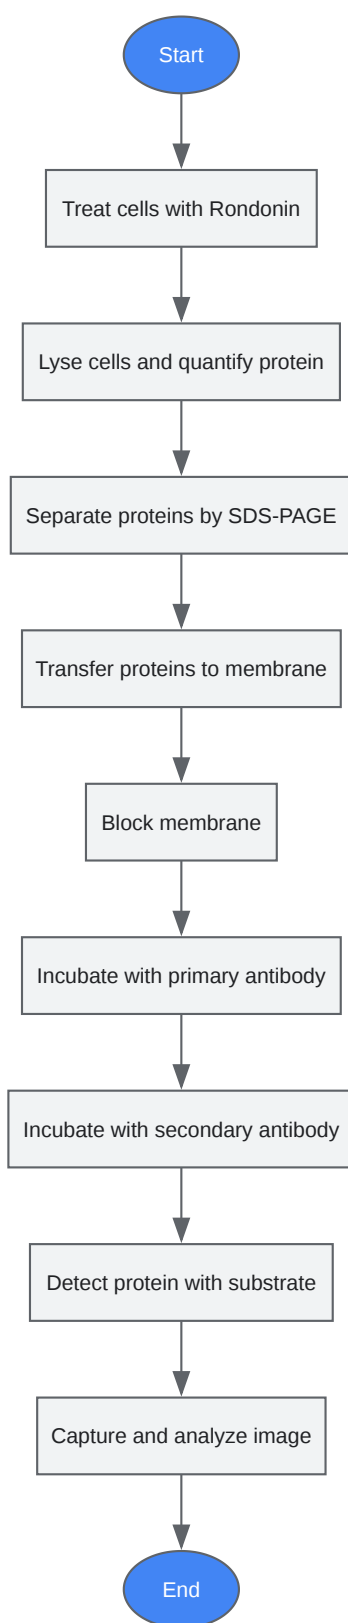 Start
Treat cells with Rondonin
Lyse cells and quantify protein
Separate proteins by SDS-PAGE
Transfer proteins to membrane
Block membrane
Incubate with primary antibody
Incubate with secondary antibody
Detect protein with substrate
Capture and analyze image
End